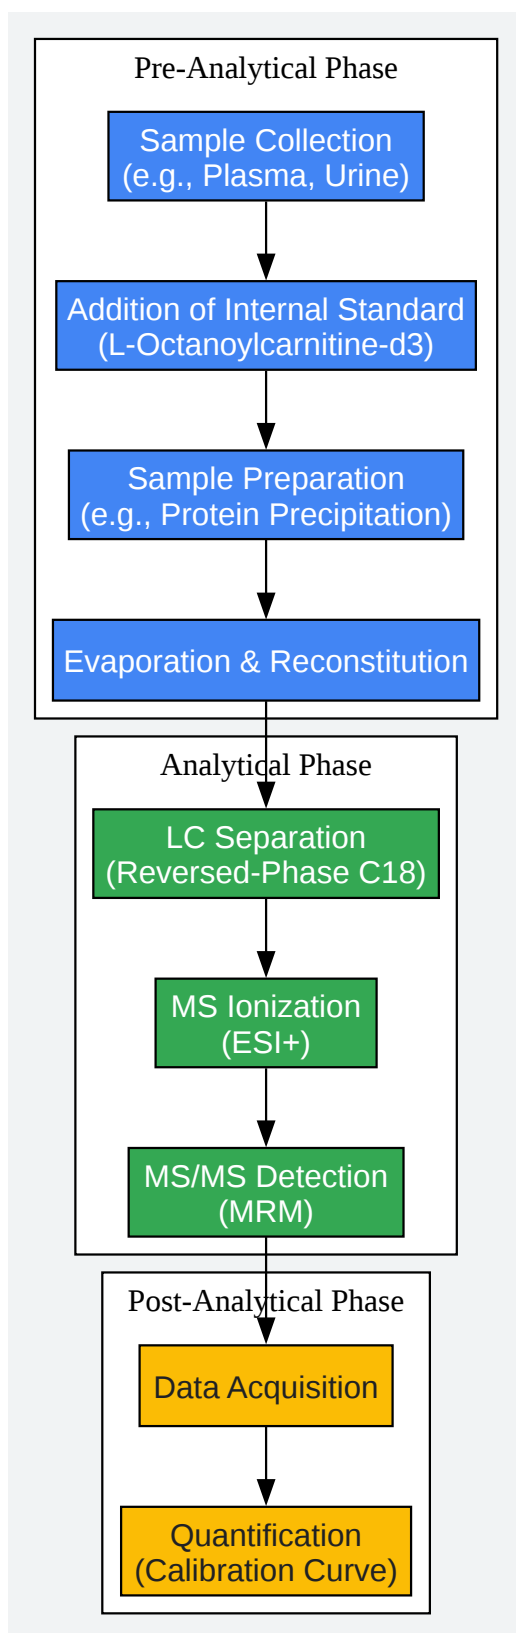 Pre-Analytical Phase
Sample Collection
(e.g., Plasma, Urine)
Addition of Internal Standard
(L-Octanoylcarnitine-d3)
Sample Preparation
(e.g., Protein Precipitation)
Evaporation & Reconstitution
Analytical Phase
LC Separation
(Reversed-Phase C18)
MS Ionization
(ESI+)
MS/MS Detection
(MRM)
Post-Analytical Phase
Data Acquisition
Quantification
(Calibration Curve)